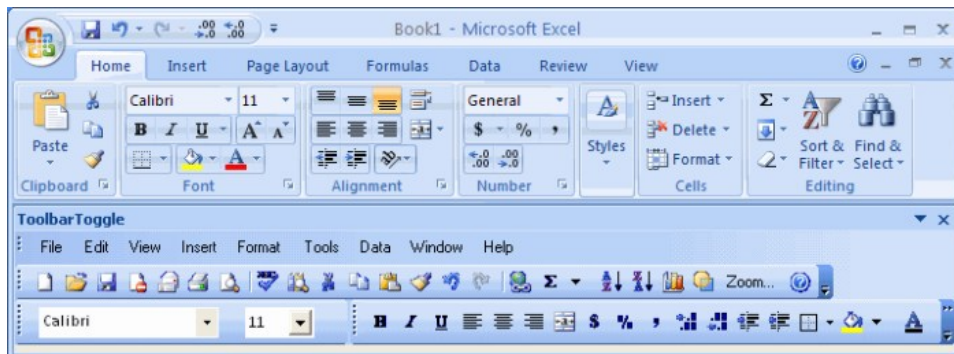 Book1 - Microsoft Excel
Home Insert Page Layout Formulas Data Review View
Calibri 11 General Insert Σ
B I U A A $ % , Delete
Paste Styles Sort & Find &
A .00 .0 Format Filter Select
Clipboard Font Alignment Number Cells Editing
ToolbarToggle
File Edit View Insert Format Tools Data Window Help
Σ Zoom...
Calibri 11 B I U $ % , A